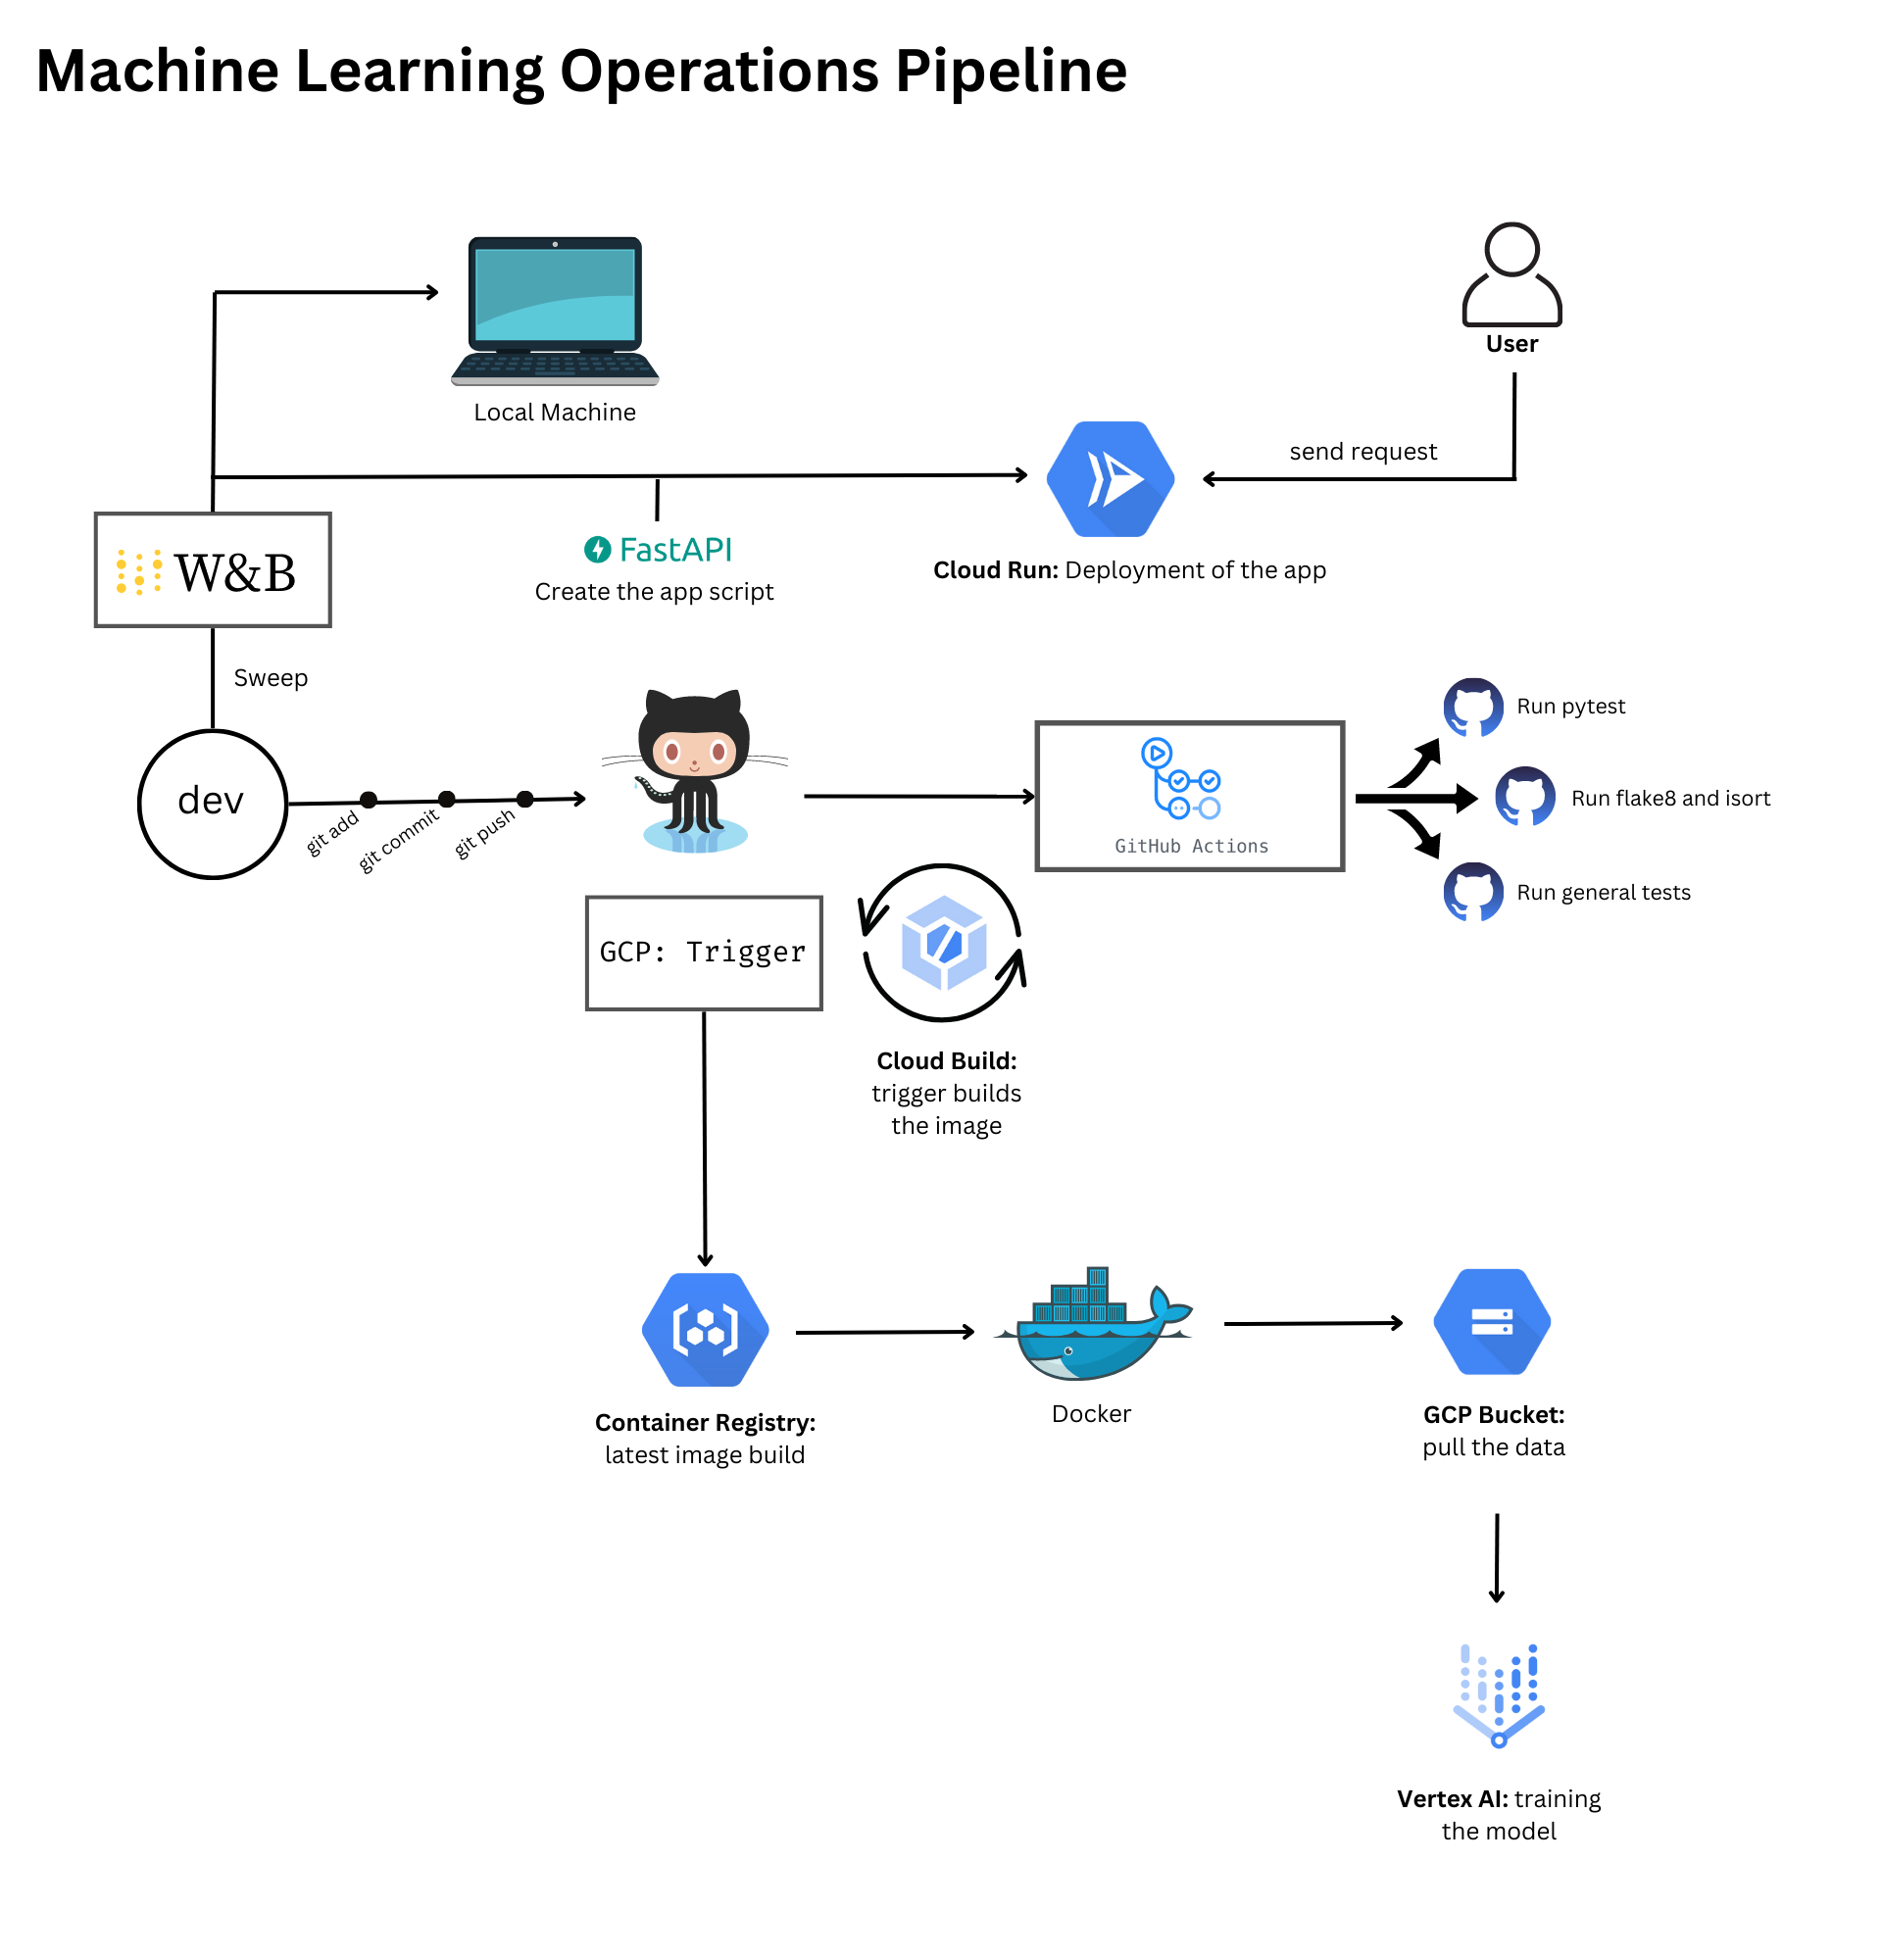 Machine Learning Operations Pipeline
Local Machine
User
send request
FastAPI
Create the app script
Cloud Run: Deployment of the app
W&B
Sweep
dev
git add
git commit
git push
GitHub Actions
Run pytest
Run flake8 and isort
Run general tests
GCP: Trigger
Cloud Build:
trigger builds
the image
Container Registry:
latest image build
Docker
GCP Bucket:
pull the data
Vertex AI: training
the model